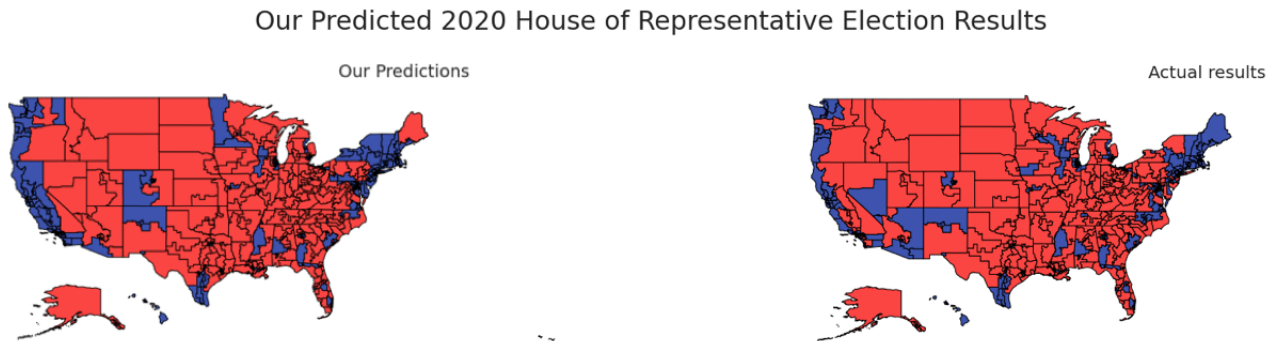 Our Predicted 2020 House of Representative Election Results
Our Predictions
Actual results